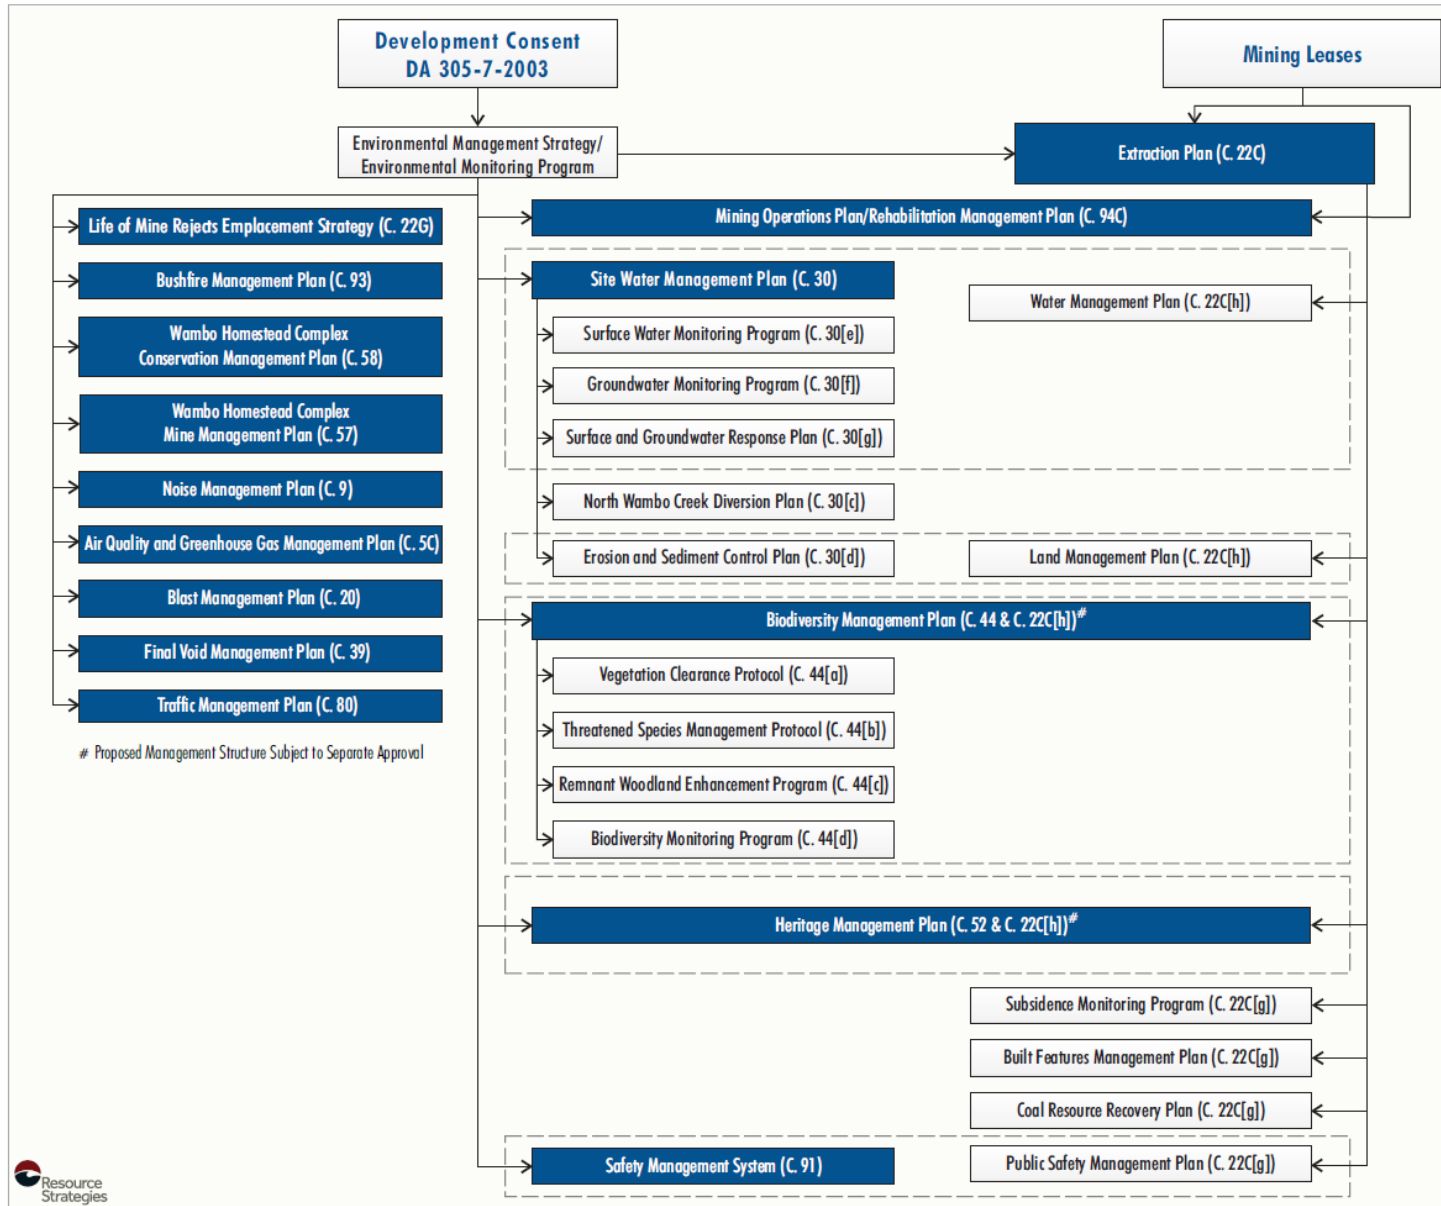 Development Consent
DA 305-7-2003
Mining Leases
Environmental Management Strategy/
Environmental Monitoring Program
Extraction Plan (C. 22C)
Life of Mine Rejects Emplacement Strategy (C. 22G)
Bushfire Management Plan (C. 93)
Wambo Homestead Complex
Conservation Management Plan (C. 58)
Wambo Homestead Complex
Mine Management Plan (C. 57)
Noise Management Plan (C. 9)
Air Quality and Greenhouse Gas Management Plan (C. 5C)
Blast Management Plan (C. 20)
Final Void Management Plan (C. 39)
Traffic Management Plan (C. 80)
# Proposed Management Structure Subject to Separate Approval
Mining Operations Plan/Rehabilitation Management Plan (C. 94C)
Site Water Management Plan (C. 30)
Water Management Plan (C. 22C[h])
Surface Water Monitoring Program (C. 30[e])
Groundwater Monitoring Program (C. 30[f])
Surface and Groundwater Response Plan (C. 30[g])
North Wambo Creek Diversion Plan (C. 30[c])
Erosion and Sediment Control Plan (C. 30[d])
Land Management Plan (C. 22C[h])
Biodiversity Management Plan (C. 44 & C. 22C[h])#
Vegetation Clearance Protocol (C. 44[a])
Threatened Species Management Protocol (C. 44[b])
Remnant Woodland Enhancement Program (C. 44[c])
Biodiversity Monitoring Program (C. 44[d])
Heritage Management Plan (C. 52 & C. 22C[h])#
Subsidence Monitoring Program (C. 22C[g])
Built Features Management Plan (C. 22C[g])
Coal Resource Recovery Plan (C. 22C[g])
Safety Management System (C. 91)
Public Safety Management Plan (C. 22C[g])
Resource
Strategies